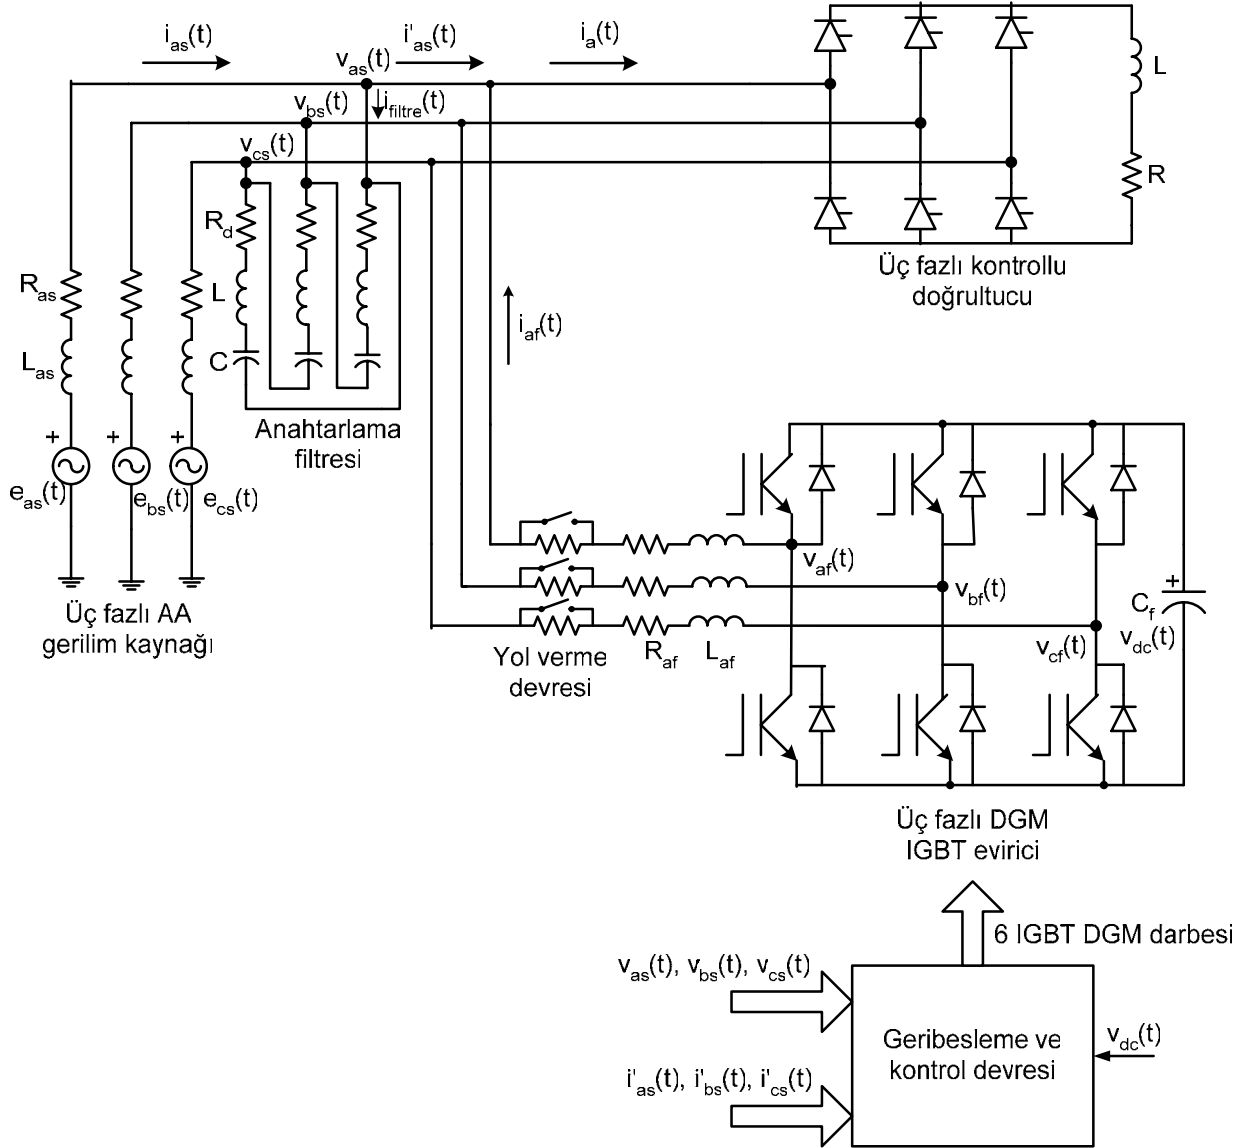 i_as(t)
i'_as(t)
i_a(t)
v_as(t)
v_bs(t)
i_filtre(t)
v_cs(t)
L
R
R_d
L
C
R_as
L_as
Üç fazlı kontrollu
doğrultucu
i_af(t)
Anahtarlama
filtresi
+
+
+
e_as(t)
e_bs(t)
e_cs(t)
Üç fazlı AA
gerilim kaynağı
v_af(t)
v_bf(t)
v_cf(t)
+
C_f
v_dc(t)
Yol verme
devresi
R_af
L_af
Üç fazlı DGM
IGBT evirici
6 IGBT DGM darbesi
v_as(t), v_bs(t), v_cs(t)
Geribesleme ve
kontrol devresi
v_dc(t)
i'_as(t), i'_bs(t), i'_cs(t)